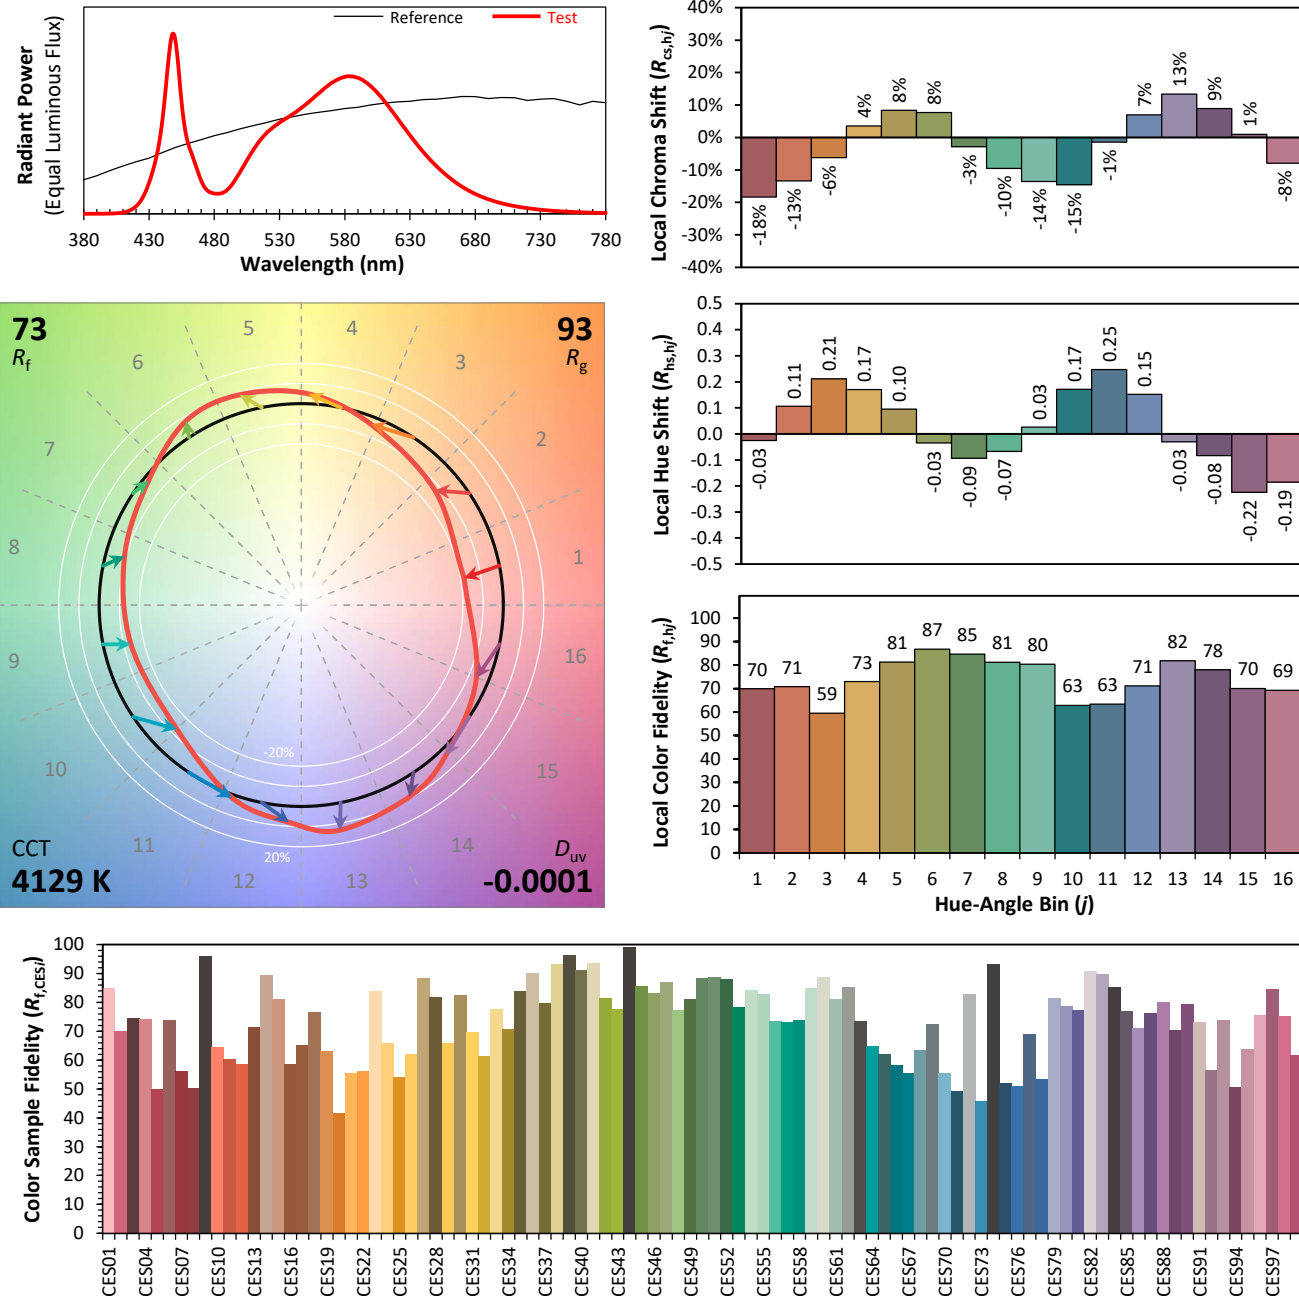 Reference
Test
Radiant Power
(Equal Luminous Flux)
380 430 480 530 580 630 680 730 780
Wavelength (nm)
40%
30%
20%
10%
0%
-10%
-20%
-30%
-40%
Local Chroma Shift (Rcs,hj)
-18% -13% -6% 4% 8% 8% -3% -10% -14% -15% -1% 7% 13% 9% 1% -8%
73
Rf
93
Rg
CCT
4129 K
Duv
-0.0001
1 2 3 4 5 6 7 8 9 10 11 12 13 14 15 16
-20%
20%
0.5
0.4
0.3
0.2
0.1
0.0
-0.1
-0.2
-0.3
-0.4
-0.5
Local Hue Shift (Rhs,hj)
-0.03 0.11 0.21 0.17 0.10 -0.03 -0.09 -0.07 0.03 0.17 0.25 0.15 -0.03 -0.08 -0.22 -0.19
100
90
80
70
60
50
40
30
20
10
0
Local Color Fidelity (Rf,hj)
70 71 59 73 81 87 85 81 80 63 63 71 82 78 70 69
1 2 3 4 5 6 7 8 9 10 11 12 13 14 15 16
Hue-Angle Bin (j)
100
90
80
70
60
50
40
30
20
10
0
Color Sample Fidelity (Rf,CESi)
CES01 CES04 CES07 CES10 CES13 CES16 CES19 CES22 CES25 CES28 CES31 CES34 CES37 CES40 CES43 CES46 CES49 CES52 CES55 CES58 CES61 CES64 CES67 CES70 CES73 CES76 CES79 CES82 CES85 CES88 CES91 CES94 CES97